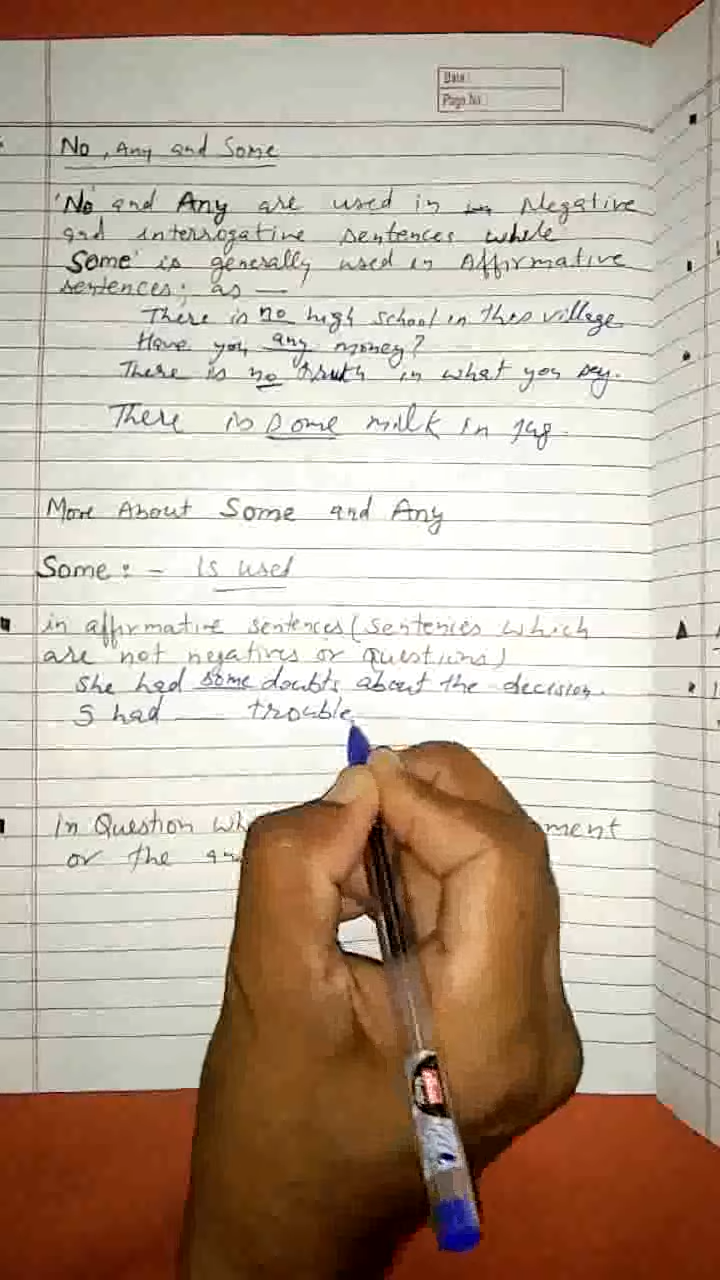 Date :
Page No :
No, Any and Some
'No' and Any are used in Negative
and interrogative sentences while
'Some' is generally used in Affirmative
sentences; as —
There is no high school in this village
Have you any money?
There is no truth in what you say.
There is some milk in jug.
More About Some and Any
Some : - Is used
in affirmative sentences (sentences which
are not negatives or questions)
She had some doubts about the decision.
I had ___ trouble
in Question ment
or the